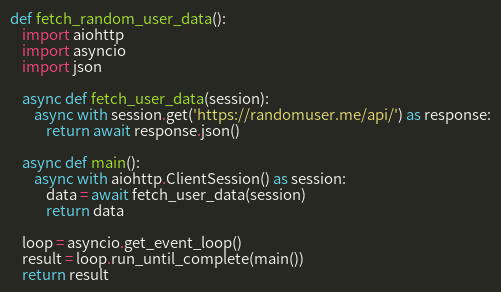 def fetch_random_user_data():
    import aiohttp
    import asyncio
    import json

    async def fetch_user_data(session):
        async with session.get('https://randomuser.me/api/') as response:
            return await response.json()

    async def main():
        async with aiohttp.ClientSession() as session:
            data = await fetch_user_data(session)
            return data

    loop = asyncio.get_event_loop()
    result = loop.run_until_complete(main())
    return result